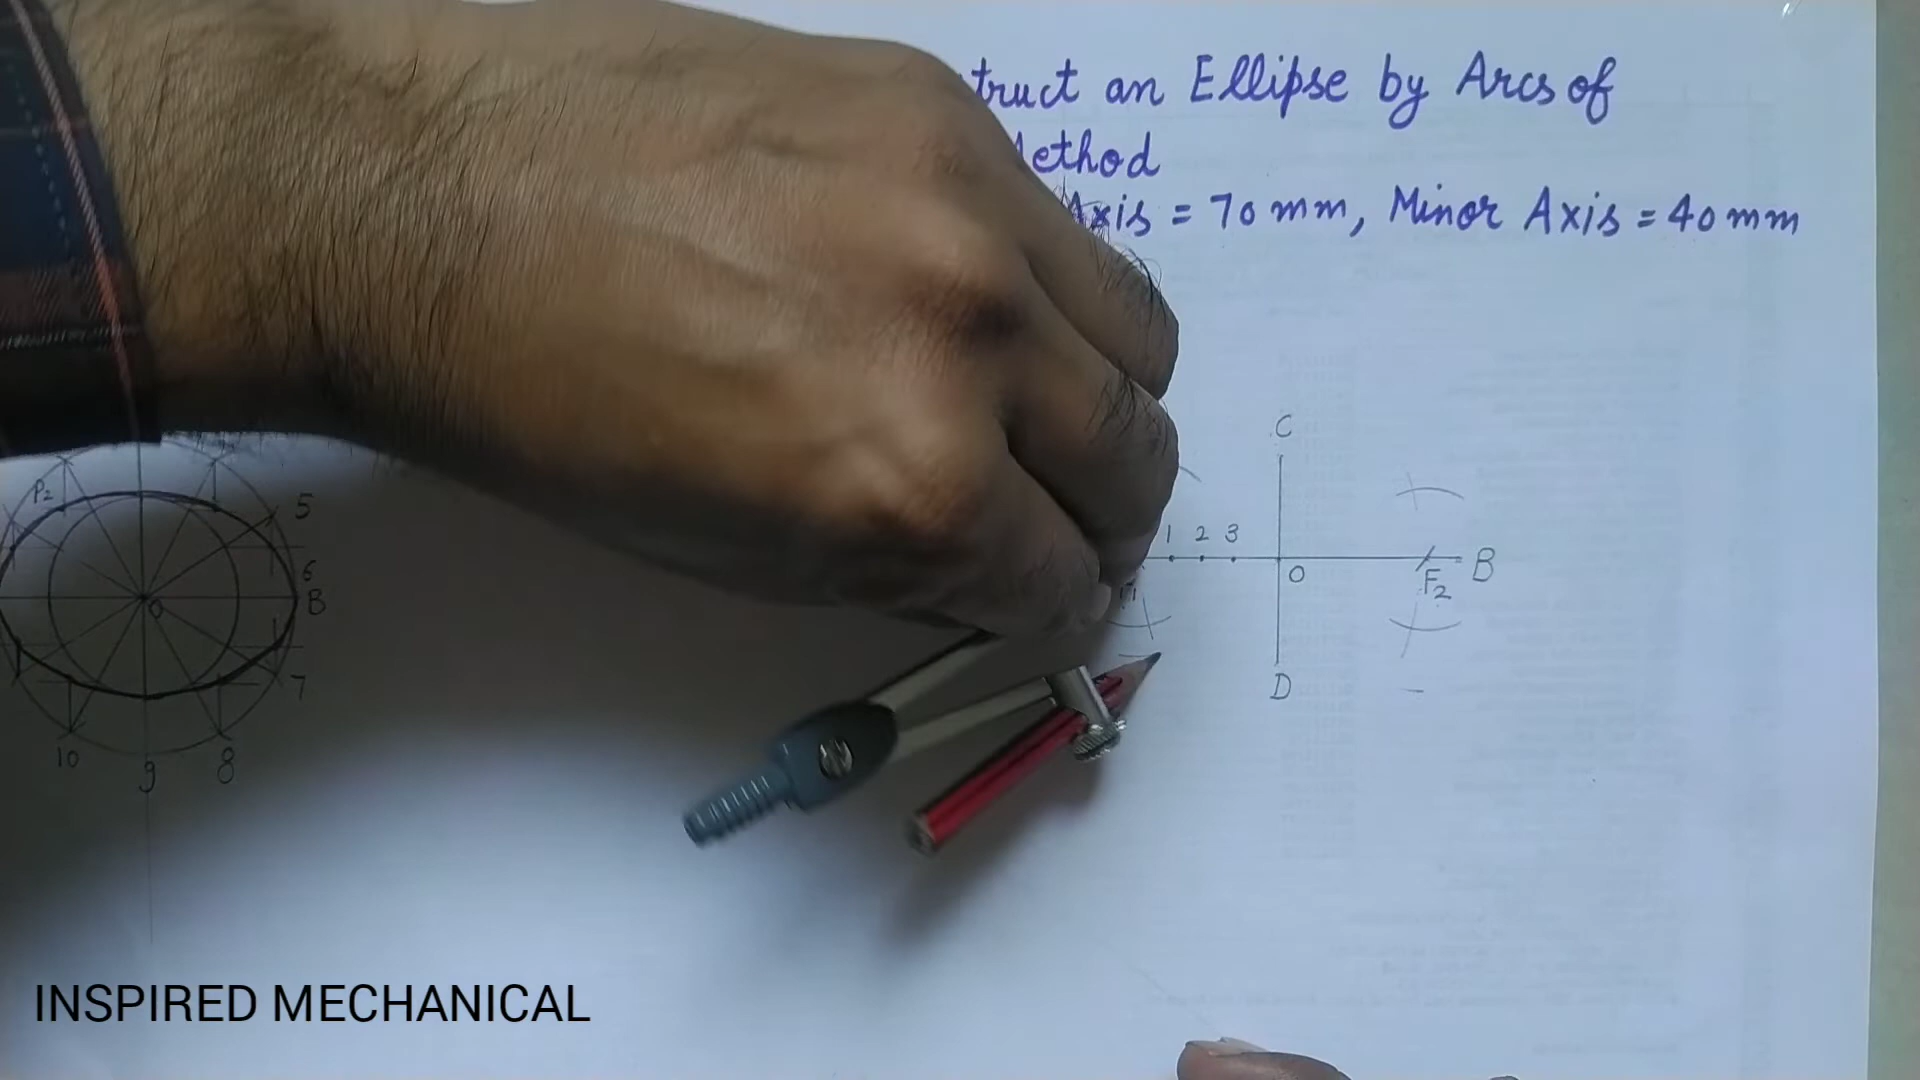 truct an Ellipse by Arcs of
Method
Axis = 70 mm, Minor Axis = 40 mm
C
1 2 3
O
B
F2
D
P2
5
6
B
O
7
10
9
8
INSPIRED MECHANICAL